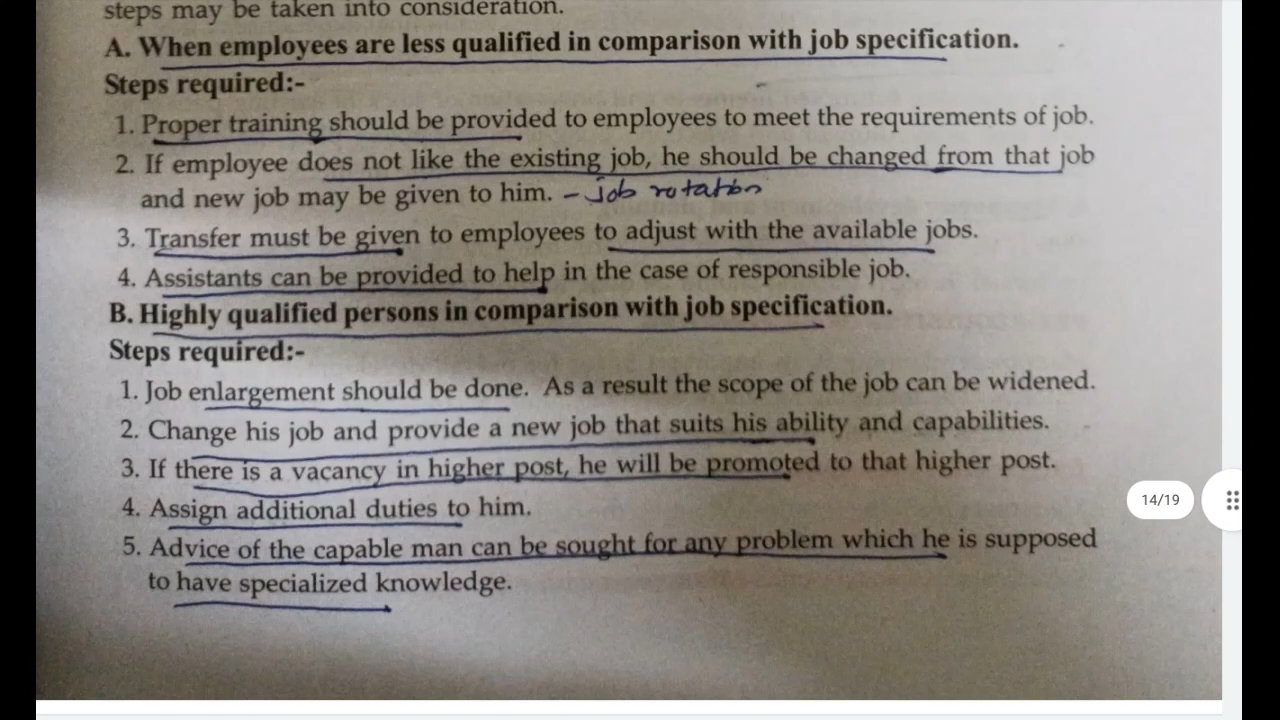 steps may be taken into consideration.
A. When employees are less qualified in comparison with job specification.
Steps required:-
1. Proper training should be provided to employees to meet the requirements of job.
2. If employee does not like the existing job, he should be changed from that job
and new job may be given to him. – Job rotation
3. Transfer must be given to employees to adjust with the available jobs.
4. Assistants can be provided to help in the case of responsible job.
B. Highly qualified persons in comparison with job specification.
Steps required:-
1. Job enlargement should be done. As a result the scope of the job can be widened.
2. Change his job and provide a new job that suits his ability and capabilities.
3. If there is a vacancy in higher post, he will be promoted to that higher post.
14/19
4. Assign additional duties to him.
5. Advice of the capable man can be sought for any problem which he is supposed
to have specialized knowledge.